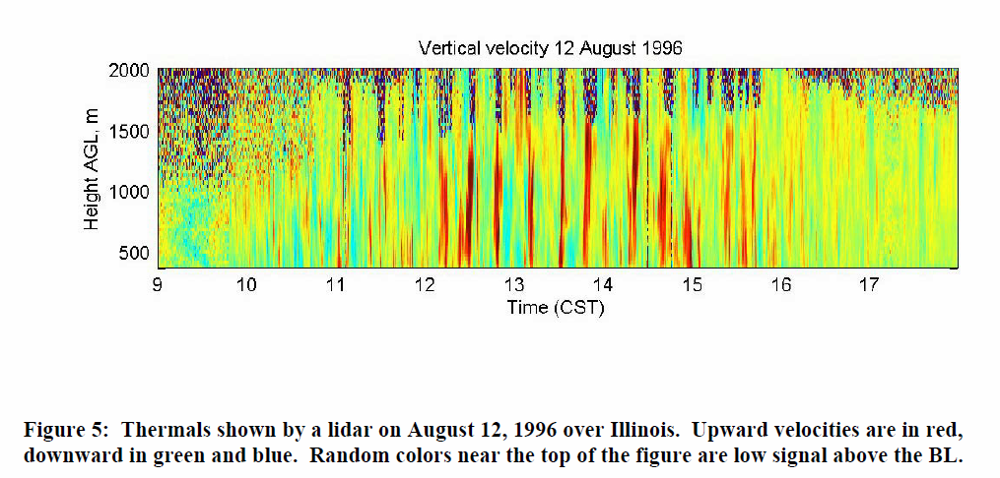 Vertical velocity 12 August 1996
2000
1500
1000
500
Height AGL, m
9 10 11 12 13 14 15 16 17
Time (CST)
Figure 5: Thermals shown by a lidar on August 12, 1996 over Illinois. Upward velocities are in red,
downward in green and blue. Random colors near the top of the figure are low signal above the BL.